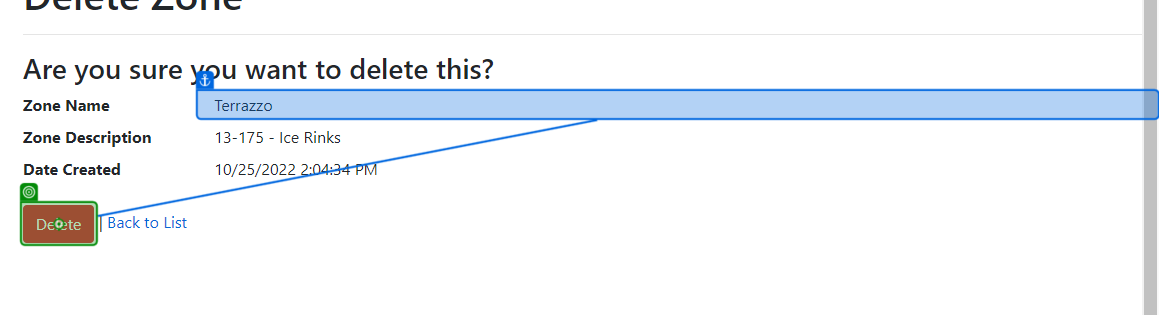 Delete Zone
Are you sure you want to delete this?
Zone Name Terrazzo
Zone Description 13-175 - Ice Rinks
Date Created 10/25/2022 2:04:34 PM
Delete | Back to List